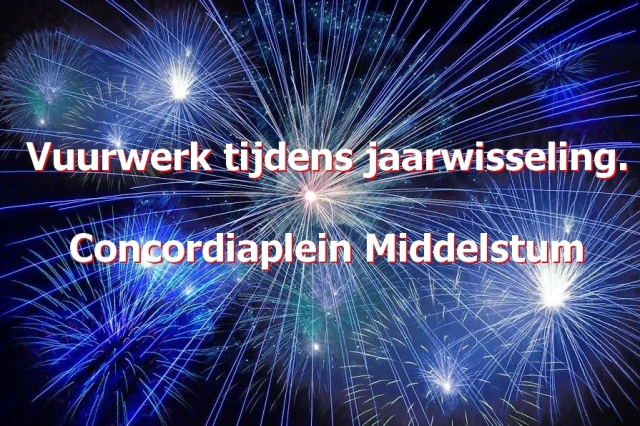 Vuurwerk tijdens jaarwisseling.
Concordiaplein Middelstum